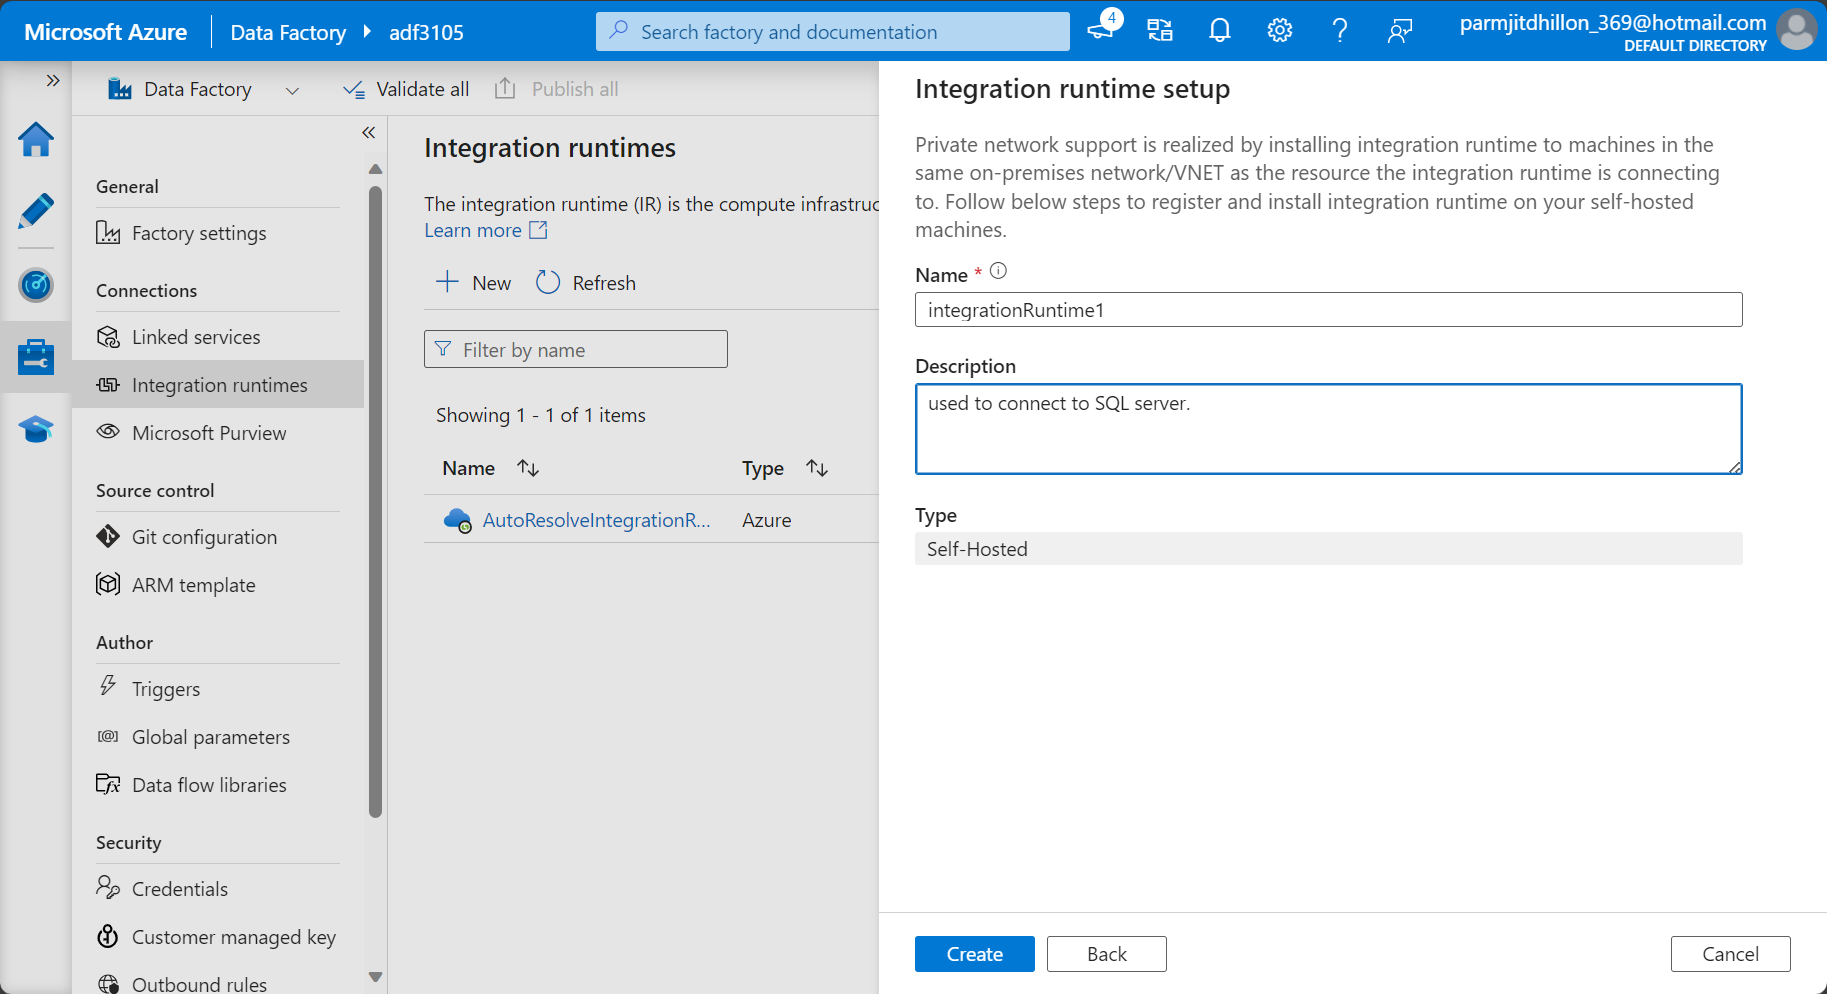 Microsoft Azure
Data Factory
adf3105
Search factory and documentation
4
parmjitdhillon_369@hotmail.com
DEFAULT DIRECTORY
Data Factory
Validate all
Publish all
General
Factory settings
Connections
Linked services
Integration runtimes
Microsoft Purview
Source control
Git configuration
ARM template
Author
Triggers
Global parameters
Data flow libraries
Security
Credentials
Customer managed key
Outbound rules
Integration runtimes
The integration runtime (IR) is the compute infrastruc
Learn more
New
Refresh
Filter by name
Showing 1 - 1 of 1 items
Name
Type
AutoResolveIntegrationR...
Azure
Integration runtime setup
Private network support is realized by installing integration runtime to machines in the
same on-premises network/VNET as the resource the integration runtime is connecting
to. Follow below steps to register and install integration runtime on your self-hosted
machines.
Name *
integrationRuntime1
Description
used to connect to SQL server.
Type
Self-Hosted
Create
Back
Cancel